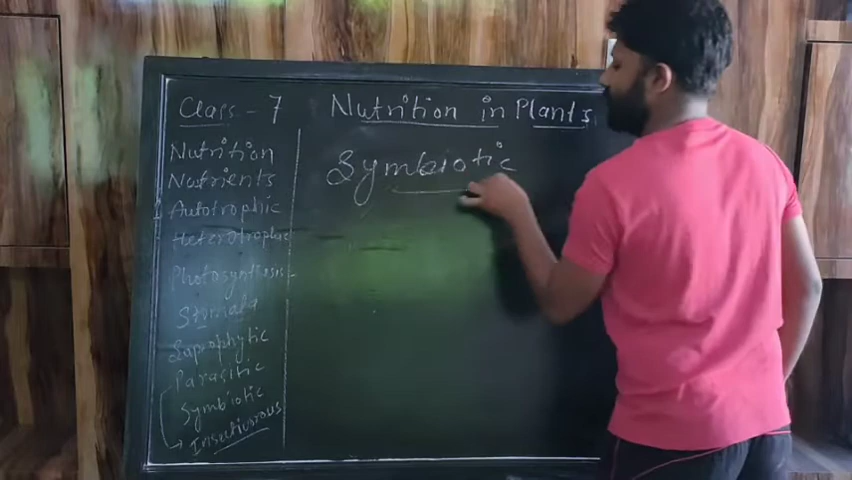 Class - 7
Nutrition in Plants
Nutrition
Nutrients
Autotrophic
Heterotrophic
Photosynthesis
Stomata
Saprophytic
Parasitic
Symbiotic
Insectivorous
Symbiotic